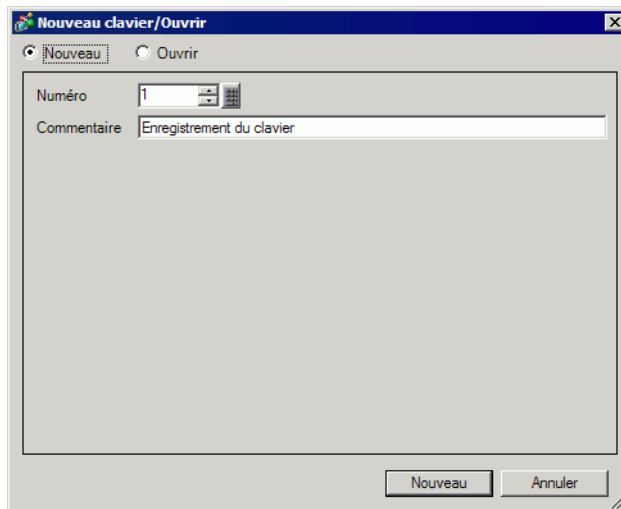 Nouveau clavier/Ouvrir
Nouveau Ouvrir
Numéro 1
Commentaire Enregistrement du clavier
Nouveau Annuler